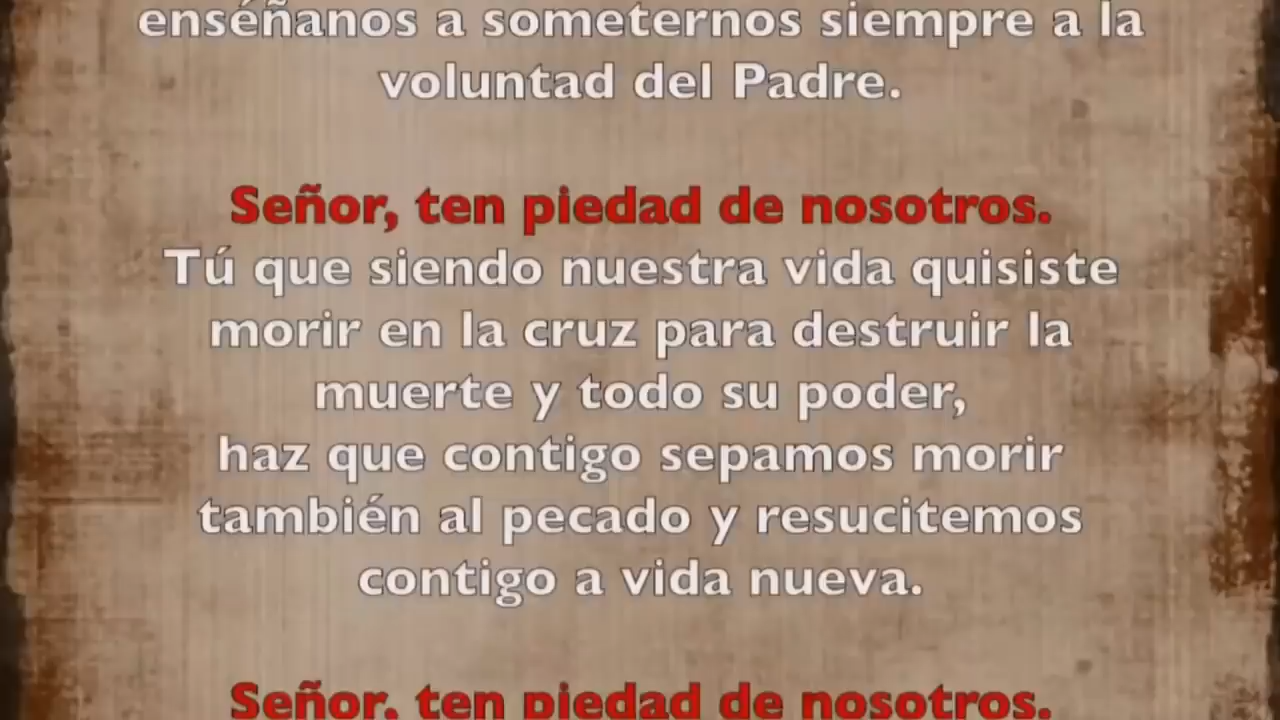 enséñanos a someternos siempre a la
voluntad del Padre.
Señor, ten piedad de nosotros.
Tú que siendo nuestra vida quisiste
morir en la cruz para destruir la
muerte y todo su poder,
haz que contigo sepamos morir
también al pecado y resucitemos
contigo a vida nueva.
Señor, ten piedad de nosotros.